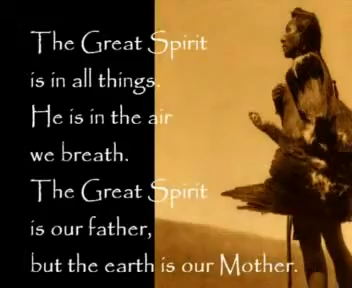 The Great Spirit
is in all things.
He is in the air
we breath.
The Great Spirit
is our father,
but the earth is our Mother.